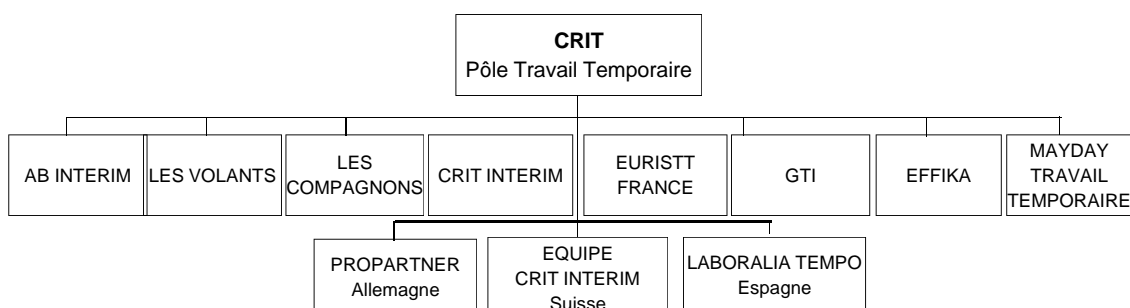 CRIT
Pôle Travail Temporaire
AB INTERIM
LES VOLANTS
LES
COMPAGNONS
CRIT INTERIM
EURISTT
FRANCE
GTI
EFFIKA
MAYDAY
TRAVAIL
TEMPORAIRE
PROPARTNER
Allemagne
EQUIPE
CRIT INTERIM
Suisse
LABORALIA TEMPO
Espagne